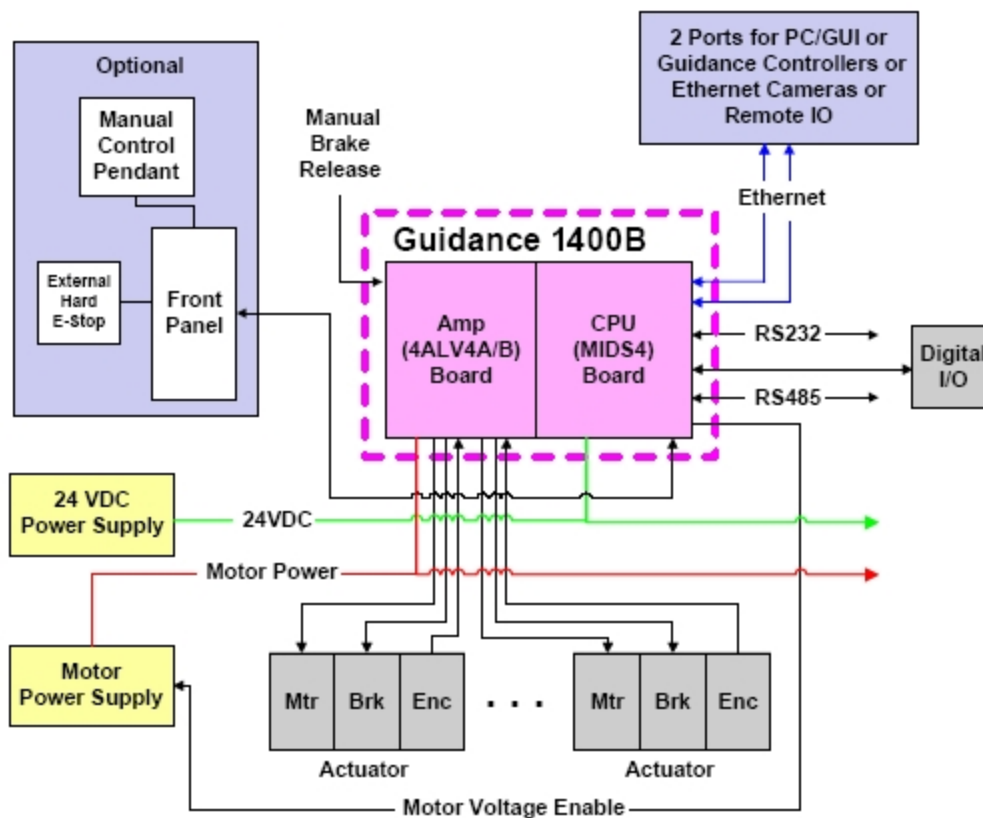 Optional
Manual
Control
Pendant
External
Hard
E-Stop
Front
Panel
Manual
Brake
Release
2 Ports for PC/GUI or
Guidance Controllers or
Ethernet Cameras or
Remote IO
Ethernet
Guidance 1400B
Amp
(4ALV4A/B)
Board
CPU
(MIDS4)
Board
RS232
RS485
Digital
I/O
24 VDC
Power Supply
24VDC
Motor Power
Motor
Power Supply
Mtr Brk Enc . . . Mtr Brk Enc
Actuator Actuator
Motor Voltage Enable